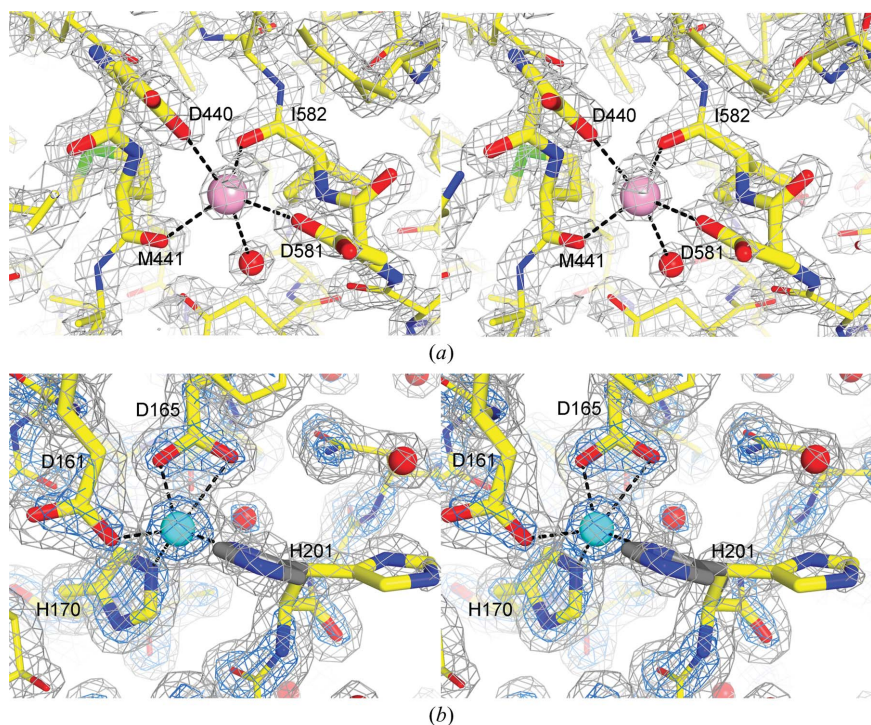 D440 I582 D440 I582
M441 D581 M441 D581
(a)
D165 D165
D161 D161
H201 H201
H170 H170
(b)